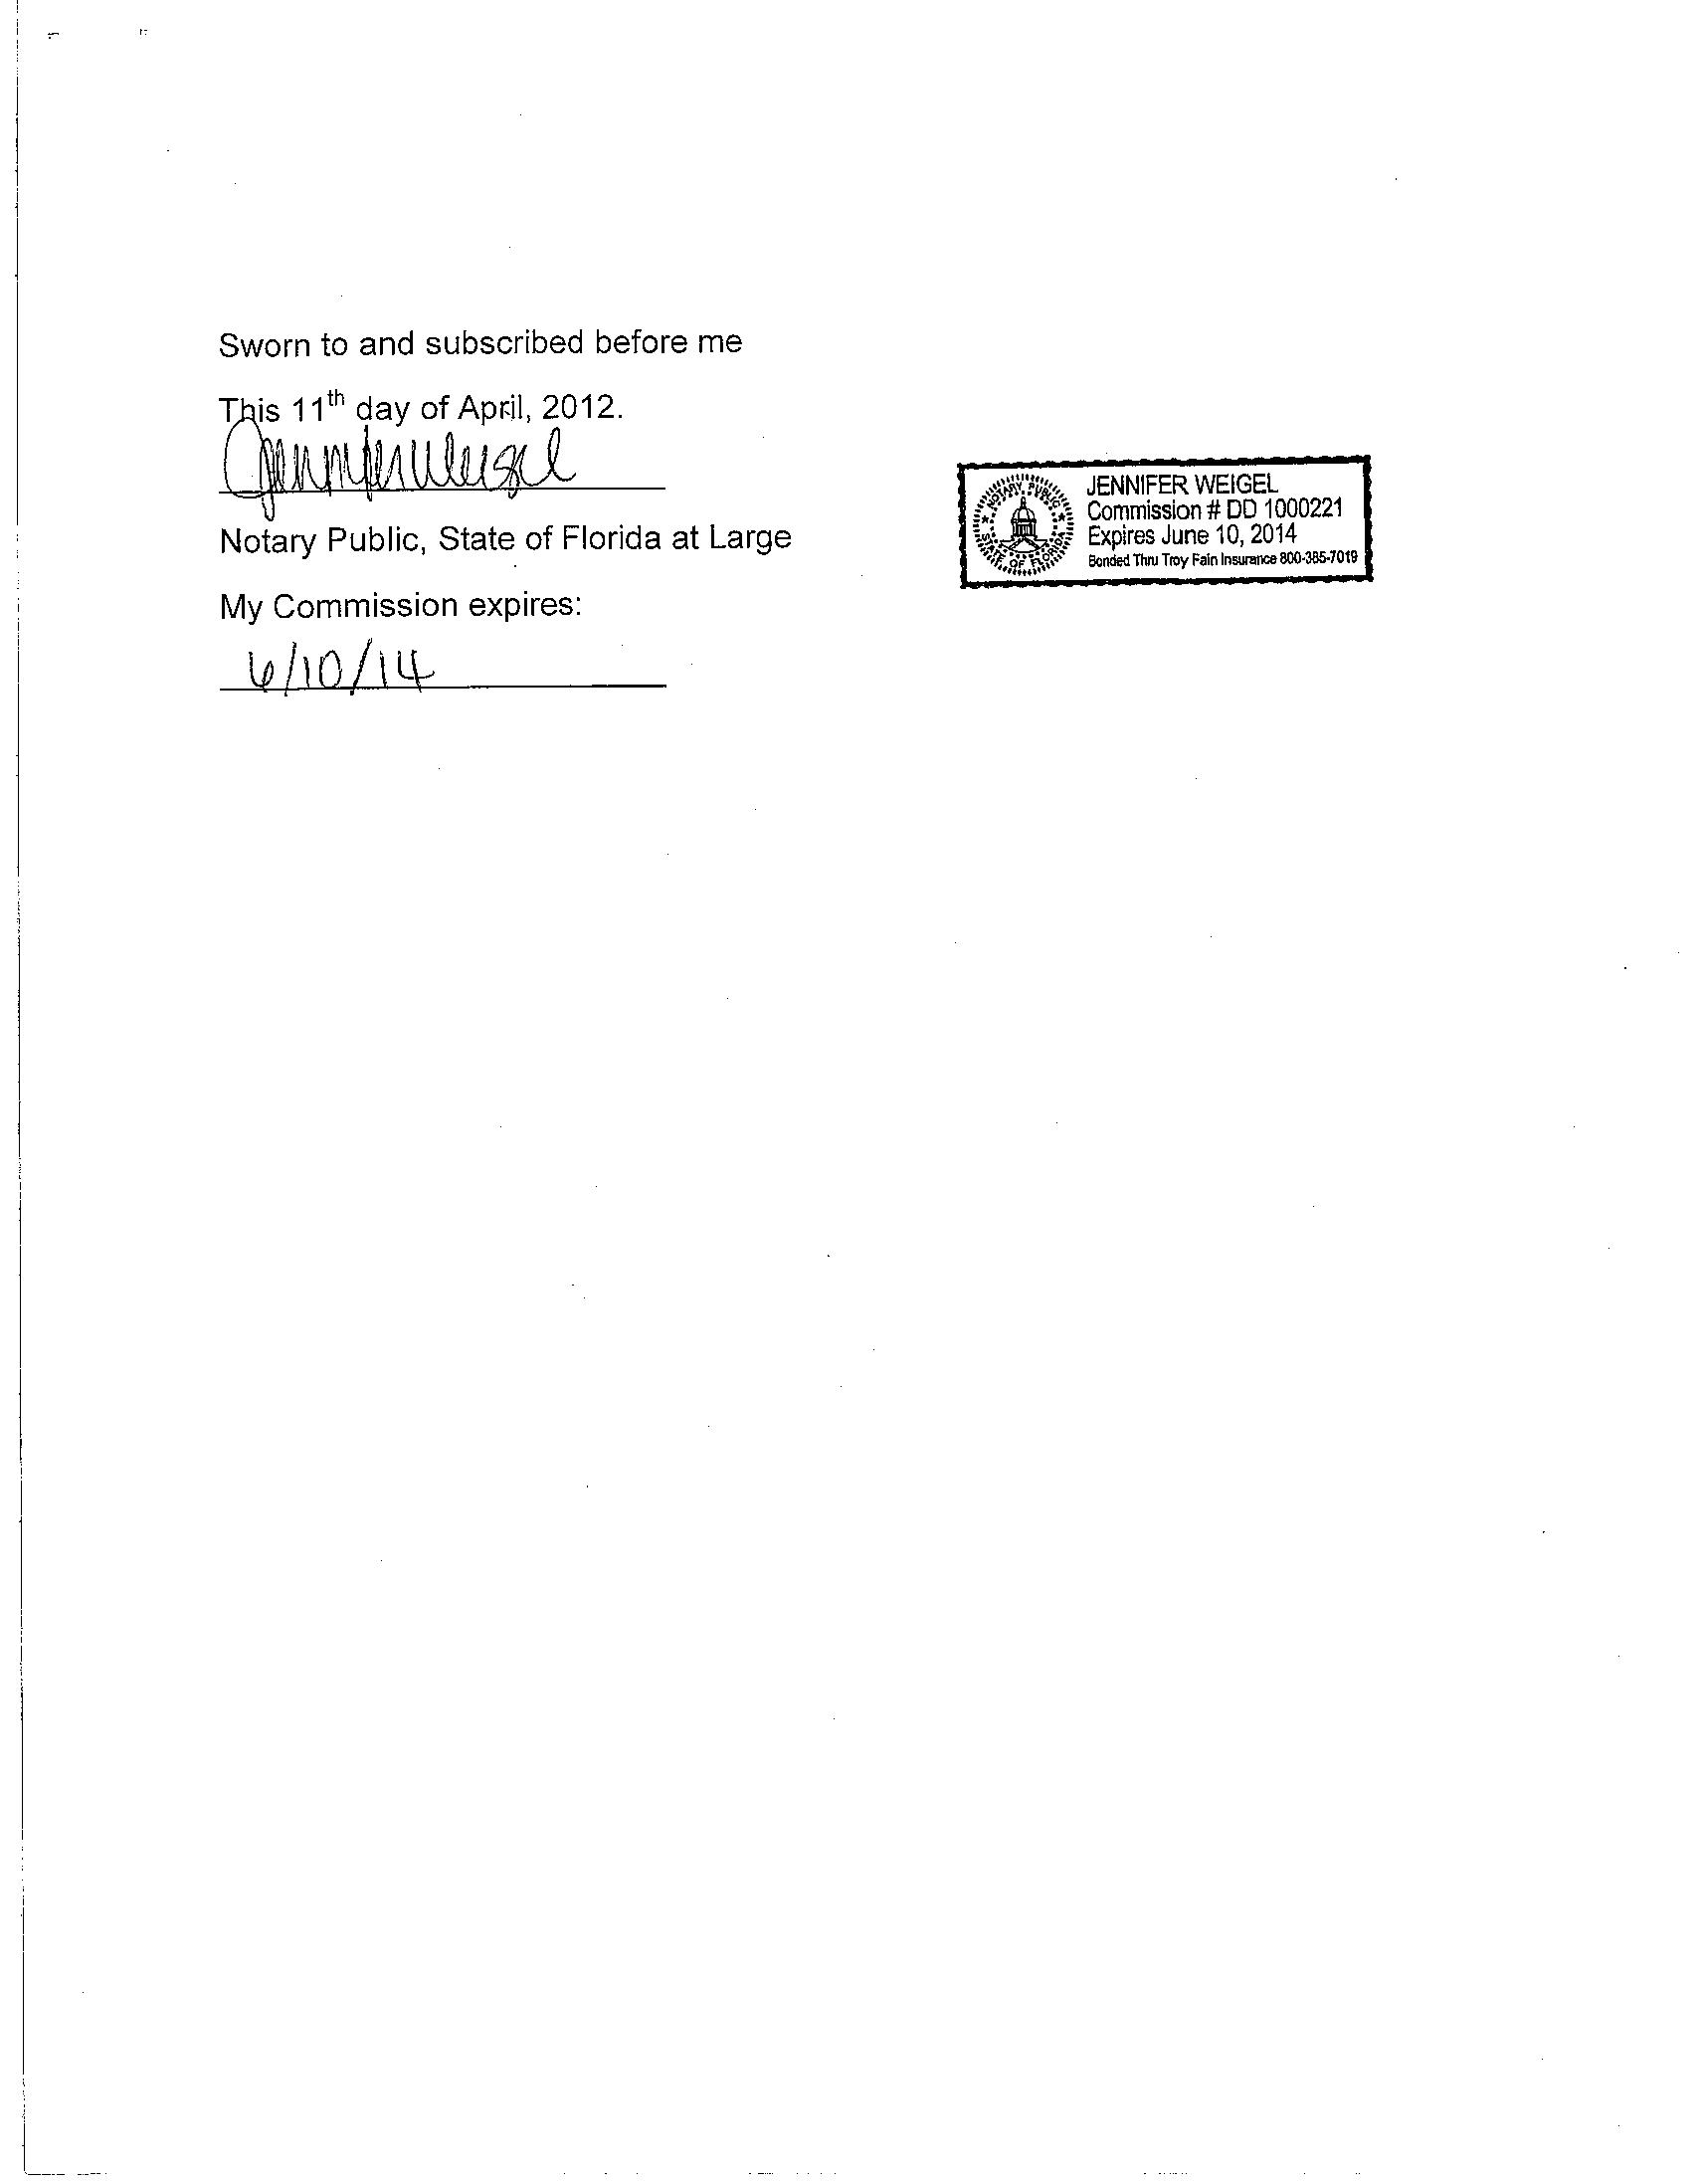 Sworn to and subscribed before me
This 11th day of April, 2012.
Jennifer Weigel
Notary Public, State of Florida at Large
My Commission expires:
6/10/14
NOTARY PUBLIC
STATE OF FLORIDA
JENNIFER WEIGEL
Commission # DD 1000221
Expires June 10, 2014
Bonded Thru Troy Fain Insurance 800-385-7019